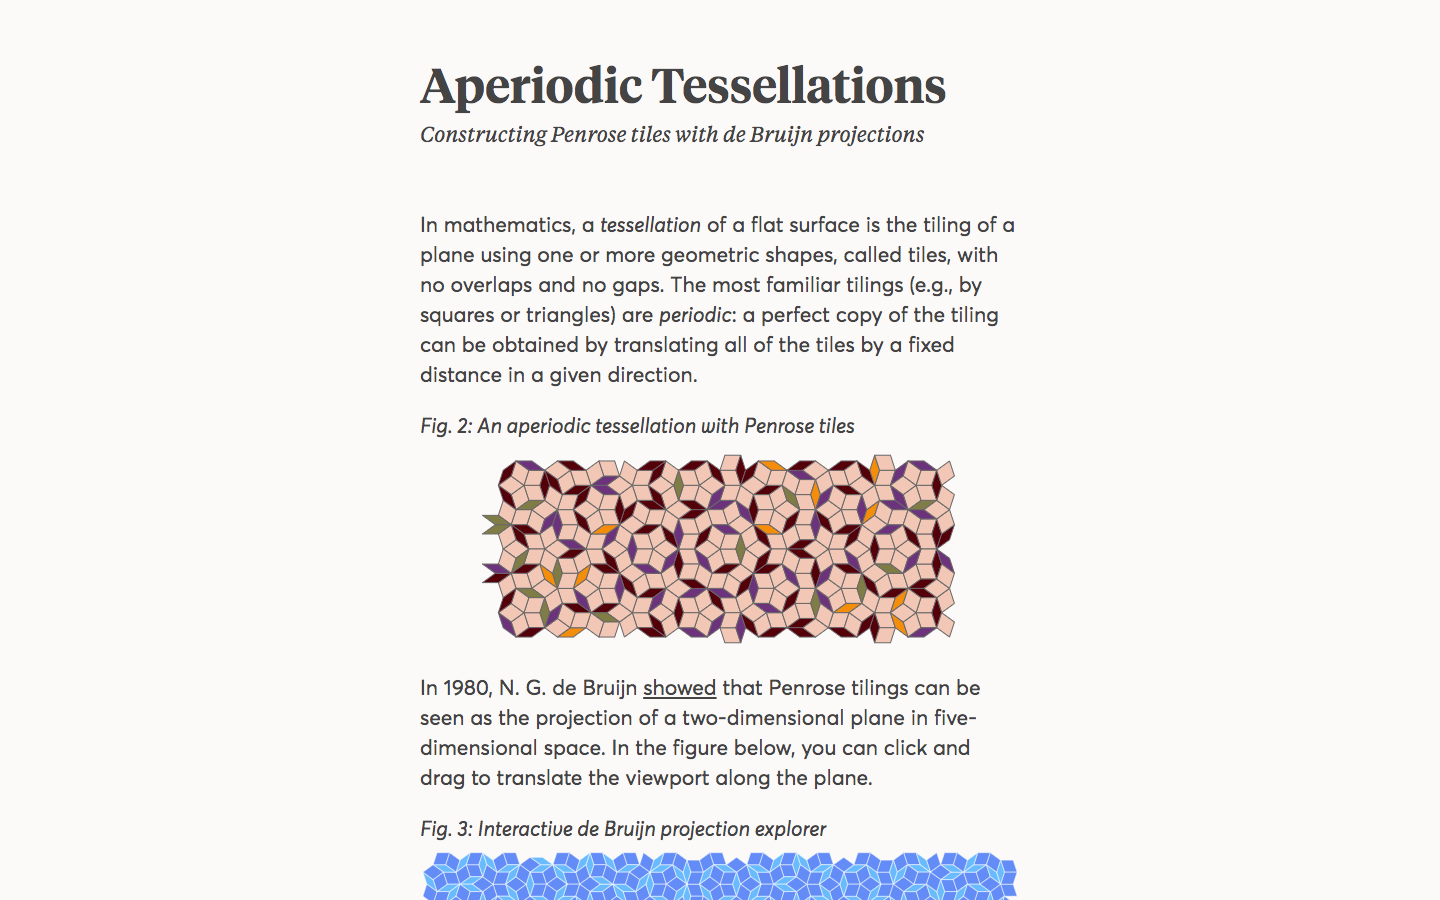 Aperiodic Tessellations
Constructing Penrose tiles with de Bruijn projections
In mathematics, a tessellation of a flat surface is the tiling of a
plane using one or more geometric shapes, called tiles, with
no overlaps and no gaps. The most familiar tilings (e.g., by
squares or triangles) are periodic: a perfect copy of the tiling
can be obtained by translating all of the tiles by a fixed
distance in a given direction.
Fig. 2: An aperiodic tessellation with Penrose tiles
In 1980, N. G. de Bruijn showed that Penrose tilings can be
seen as the projection of a two-dimensional plane in five-
dimensional space. In the figure below, you can click and
drag to translate the viewport along the plane.
Fig. 3: Interactive de Bruijn projection explorer